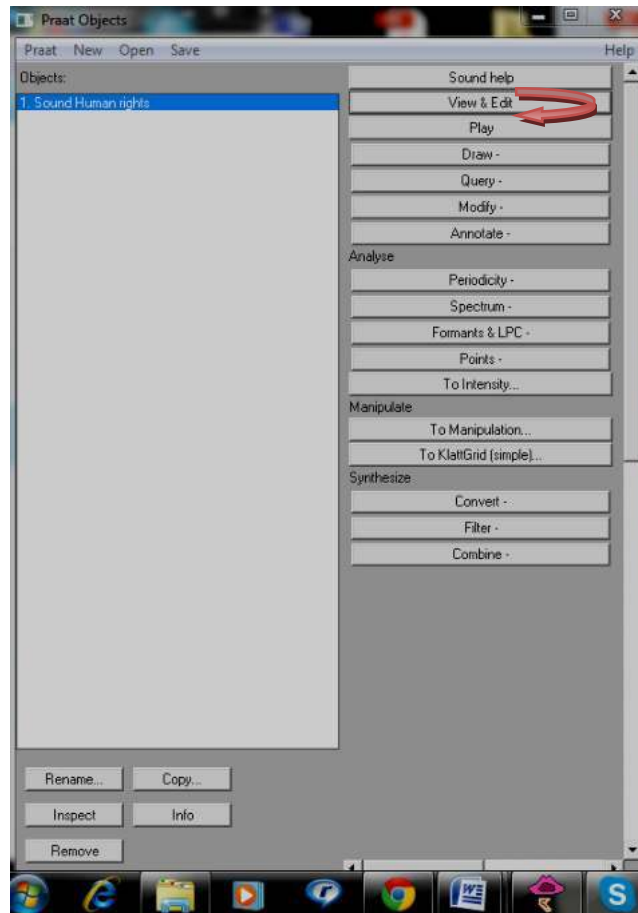 Praat Objects
Praat New Open Save Help
Objects:
1. Sound Human rights
Sound help
View & Edit
Play
Draw -
Query -
Modify -
Annotate -
Analyse
Periodicity -
Spectrum -
Formants & LPC -
Points -
To Intensity...
Manipulate
To Manipulation...
To KlattGrid (simple)...
Synthesize
Convert -
Filter -
Combine -
Rename... Copy...
Inspect Info
Remove